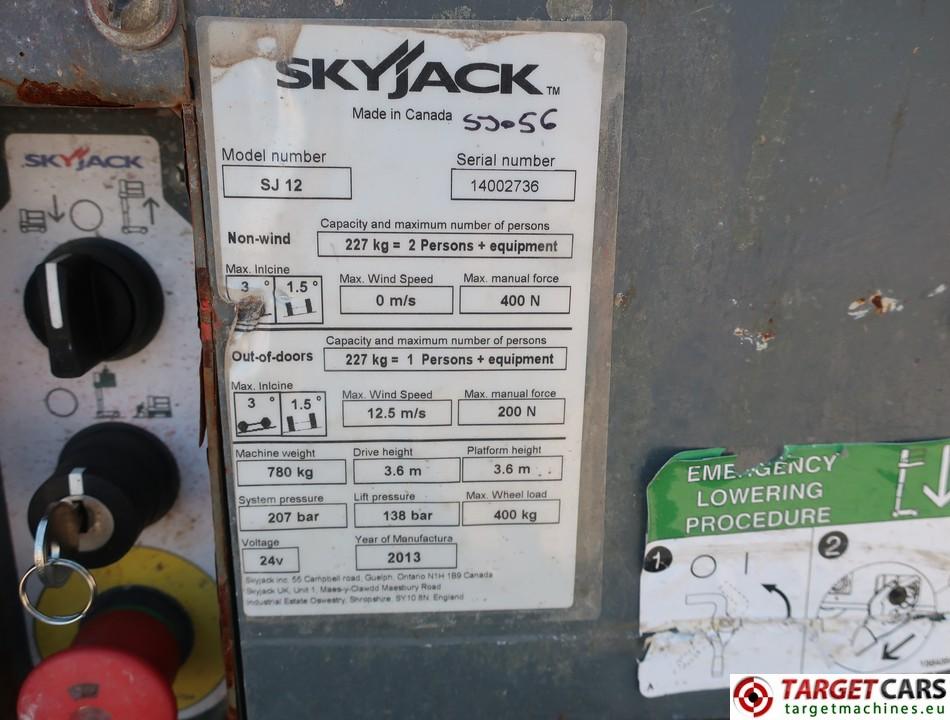 SKYJACK
SKYJACK TM
Made in Canada SJ056
Model number Serial number
SJ 12 14002736
Capacity and maximum number of persons
Non-wind 227 kg = 2 Persons + equipment
Max. Inlcine Max. Wind Speed Max. manual force
3 ° 1.5 ° 0 m/s 400 N
Capacity and maximum number of persons
Out-of-doors 227 kg = 1 Persons + equipment
Max. Inlcine Max. Wind Speed Max. manual force
3 ° 1.5 ° 12.5 m/s 200 N
Machine weight Drive height Platform height
780 kg 3.6 m 3.6 m
System pressure Lift pressure Max. Wheel load
207 bar 138 bar 400 kg
Voltage Year of Manufactura
24v 2013
Skyjack inc. 55 Campbell road, Guelph, Ontario N1H 1B9 Canada
Skyjack UK, Unit 1, Maes-y-Clawdd Maesbury Road
Industrial Estate Oswestry, Shropshire, SY10 8N, England
EMERGENCY
LOWERING
PROCEDURE
1 2
A
TARGETCARS
targetmachines.eu